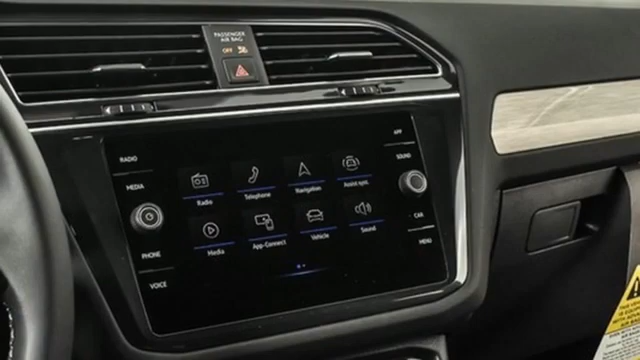 PASSENGER
AIR BAG
OFF
RADIO
MEDIA
PHONE
VOICE
APP
SOUND
CAR
MENU
Radio
Telephone
Navigation
Assist syst.
Media
App-Connect
Vehicle
Sound